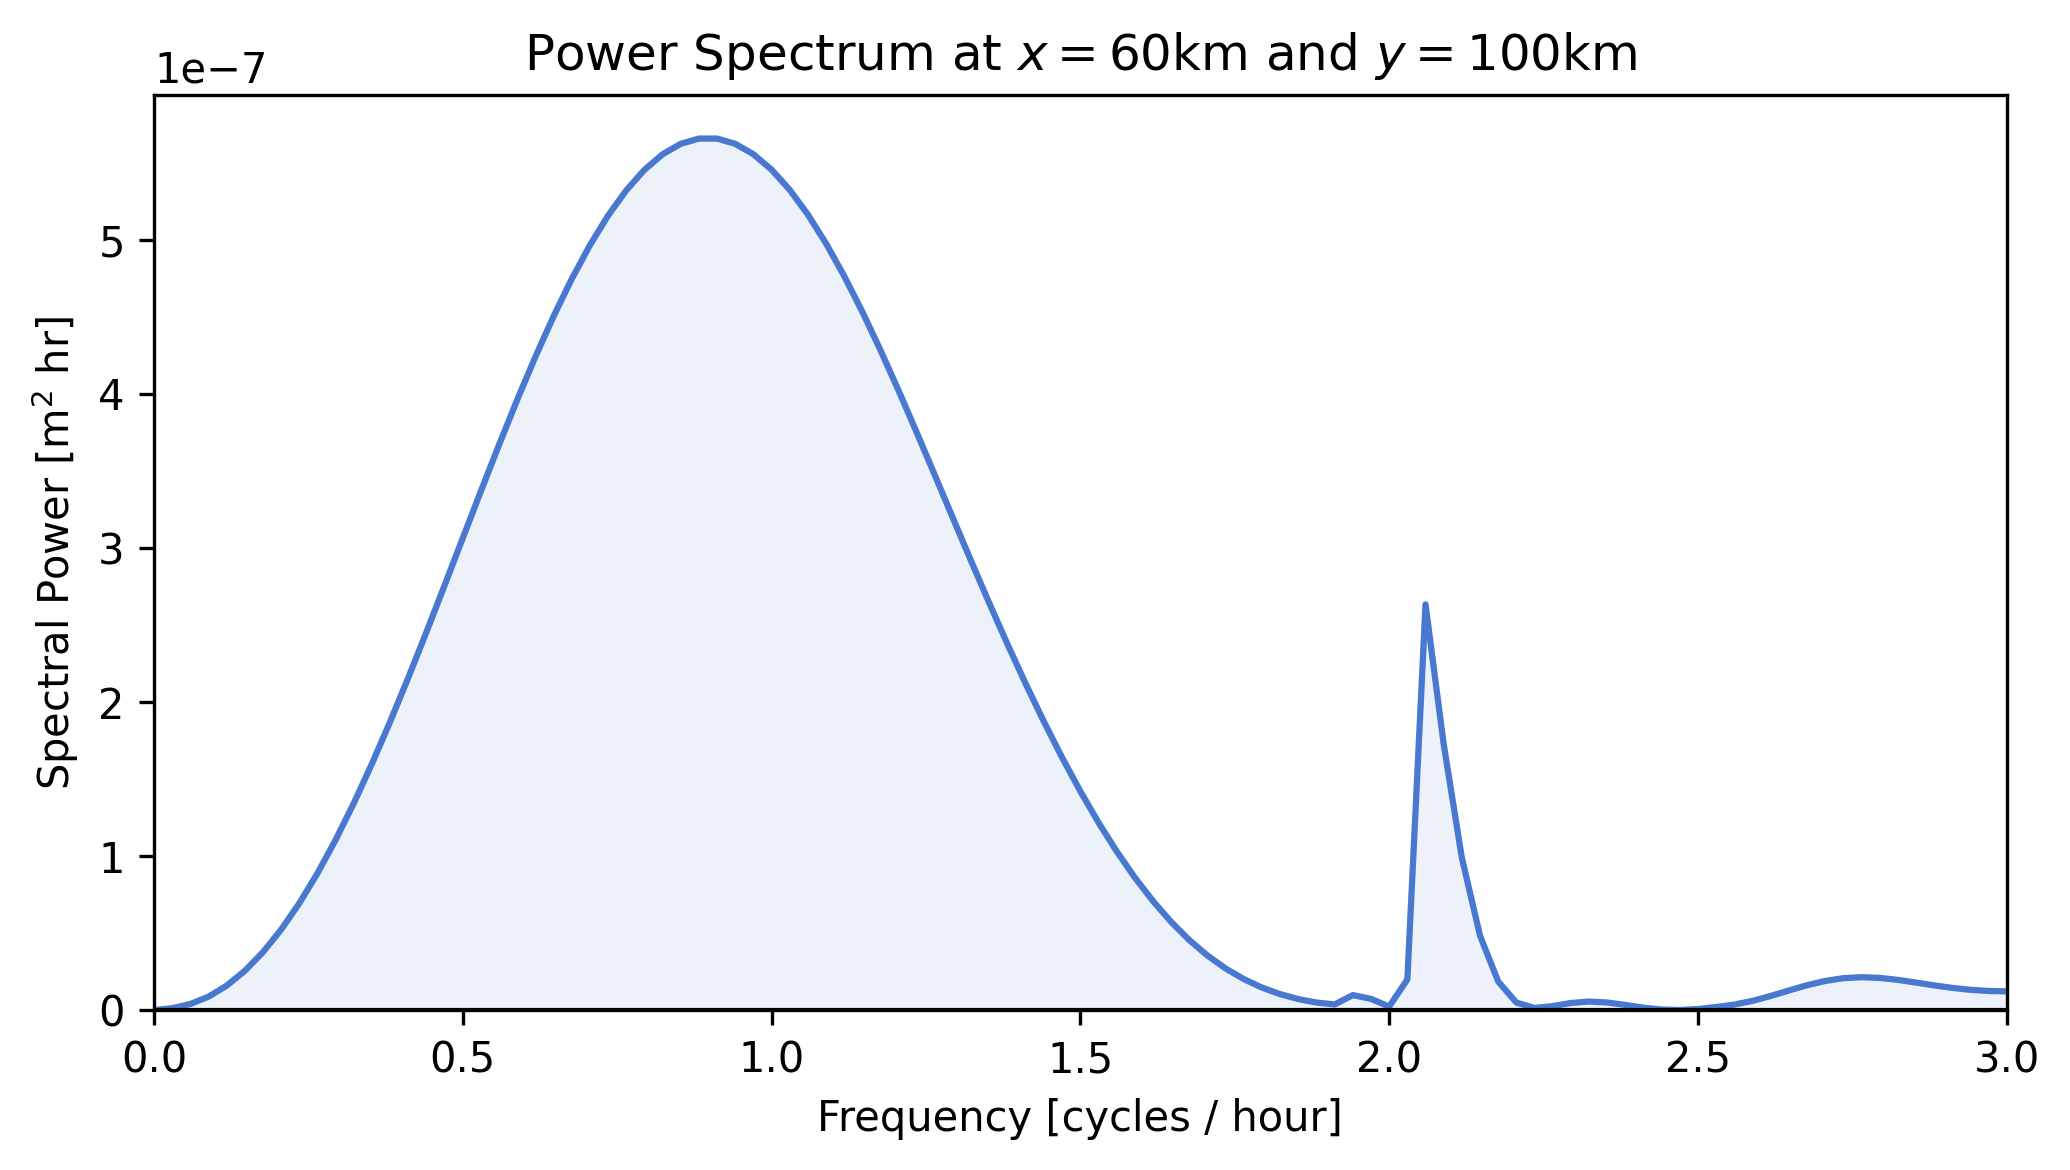 Power Spectrum at x = 60km and y = 100km
1e−7
5
4
3
2
1
0
Spectral Power [m² hr]
0.0 0.5 1.0 1.5 2.0 2.5 3.0
Frequency [cycles / hour]